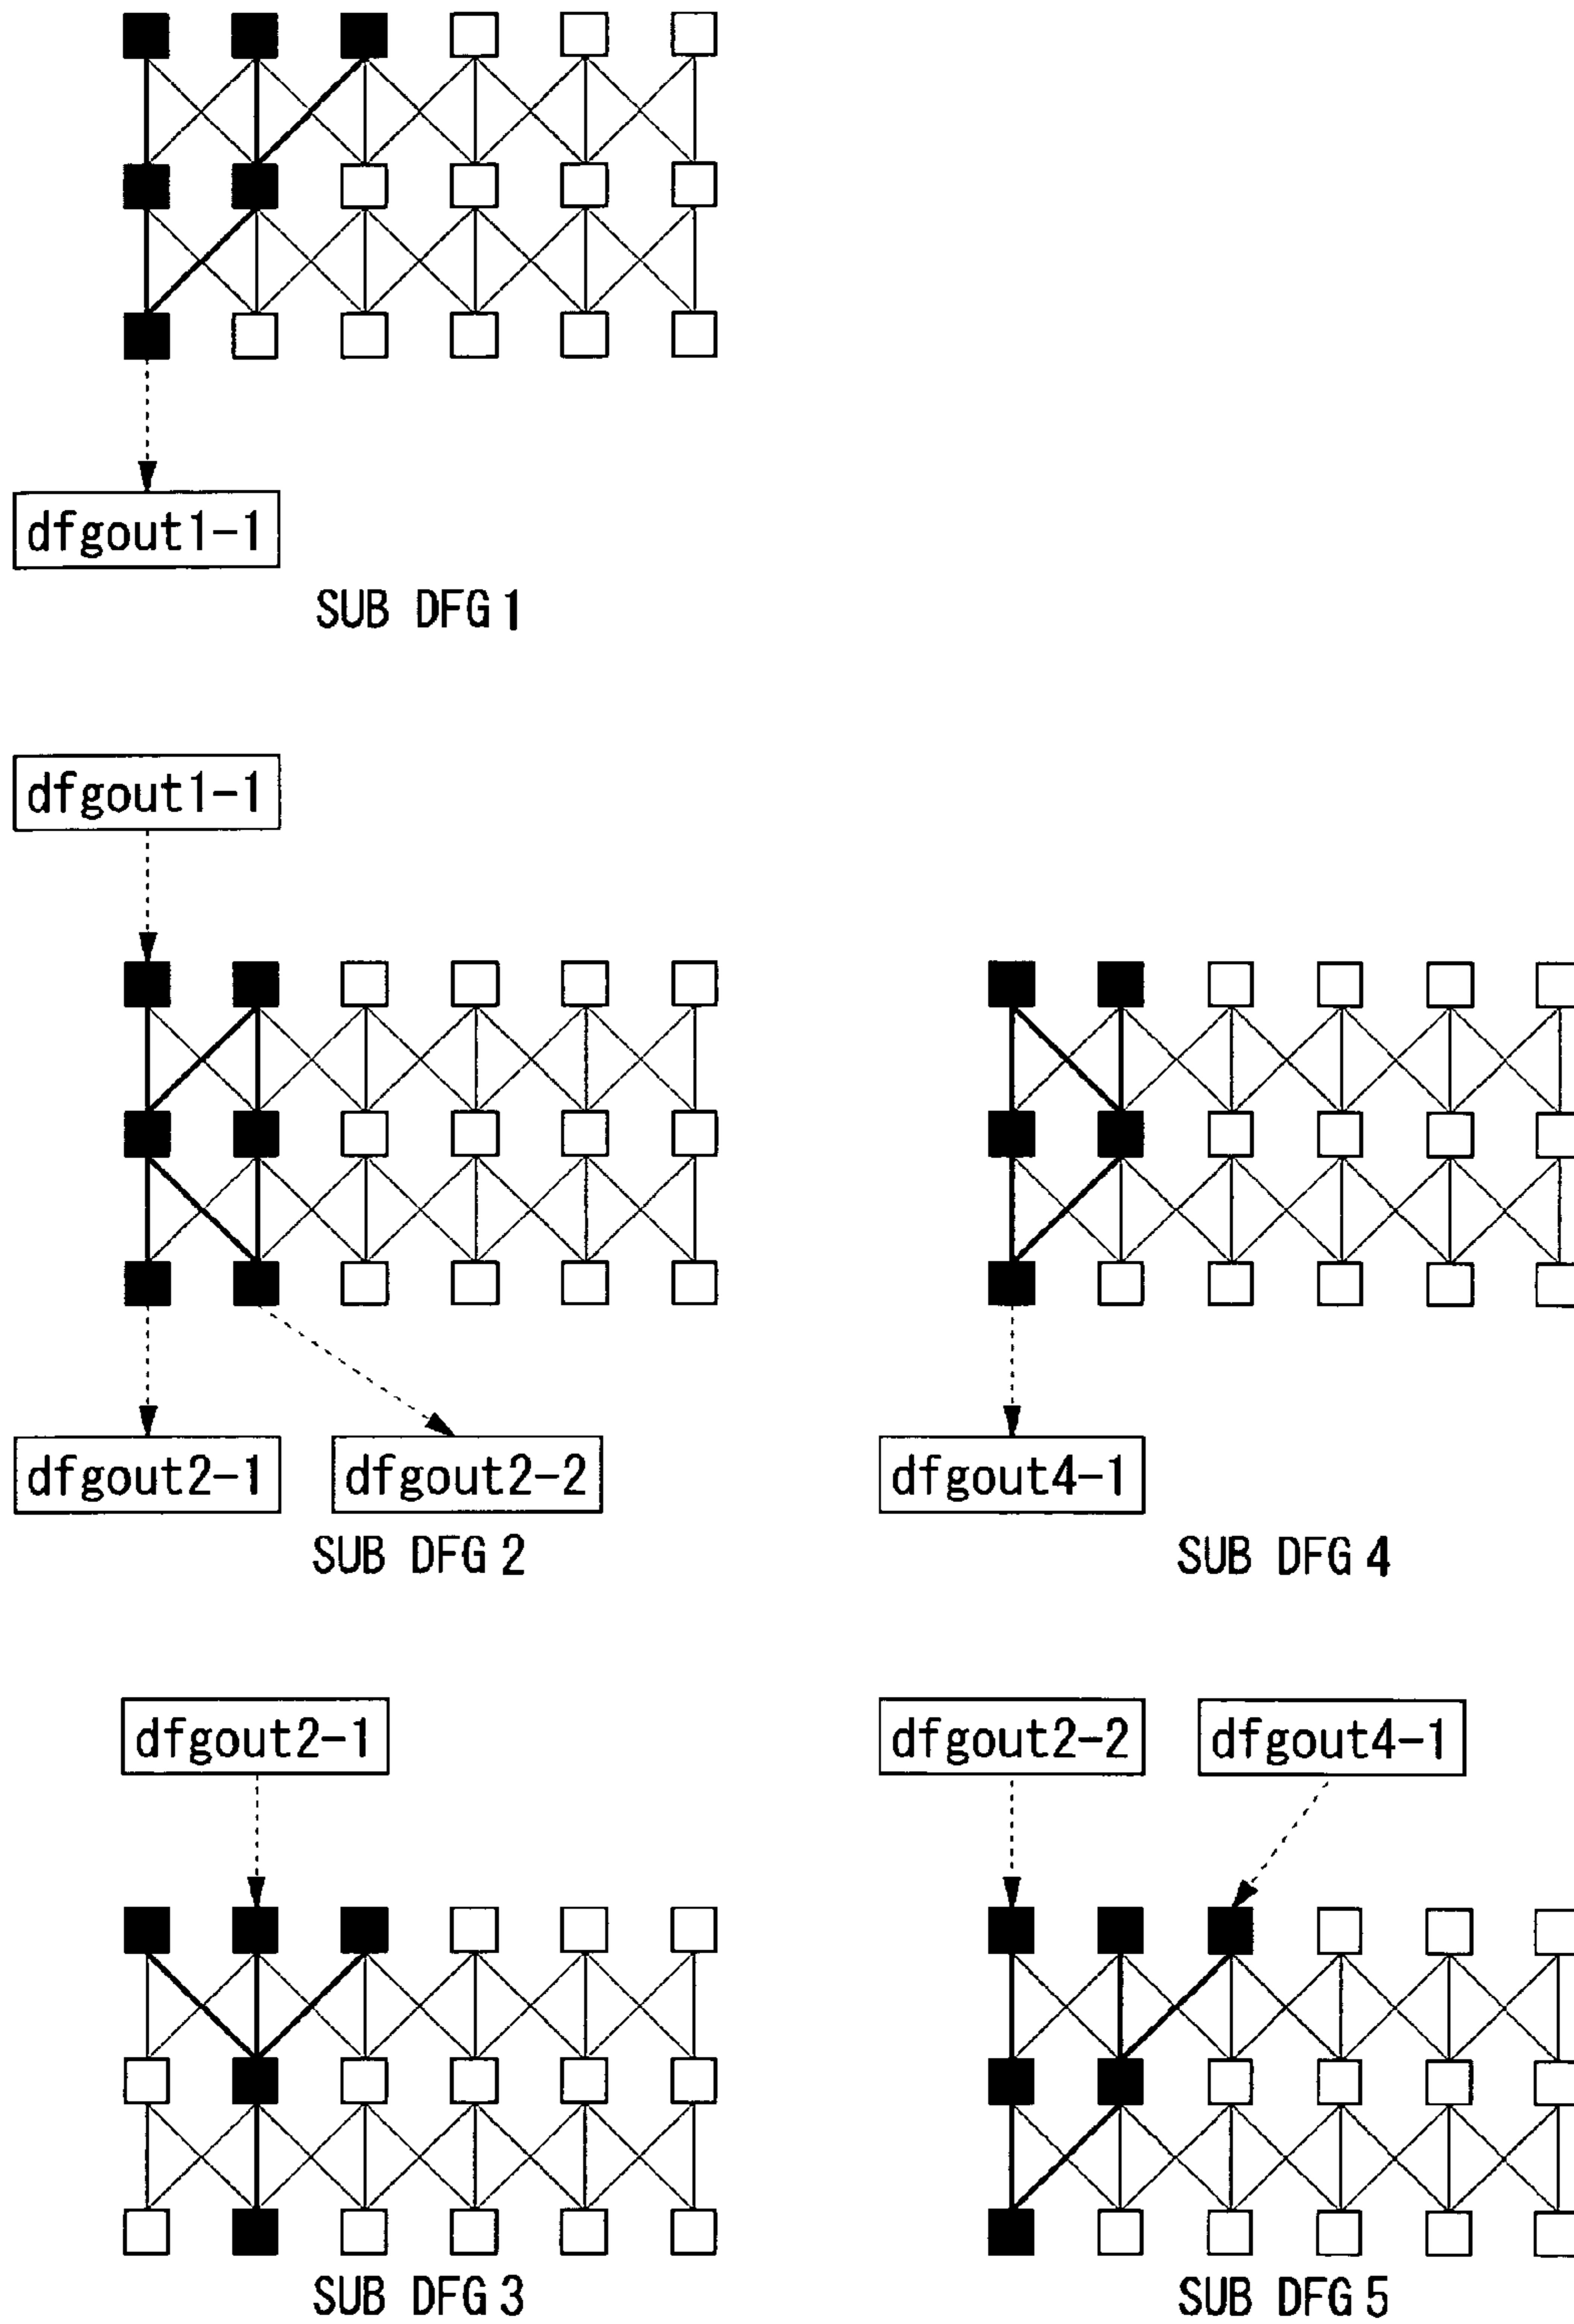 dfgout1-1
SUB DFG 1
dfgout1-1
dfgout2-1
dfgout2-2
SUB DFG 2
dfgout4-1
SUB DFG 4
dfgout2-1
SUB DFG 3
dfgout2-2
dfgout4-1
SUB DFG 5